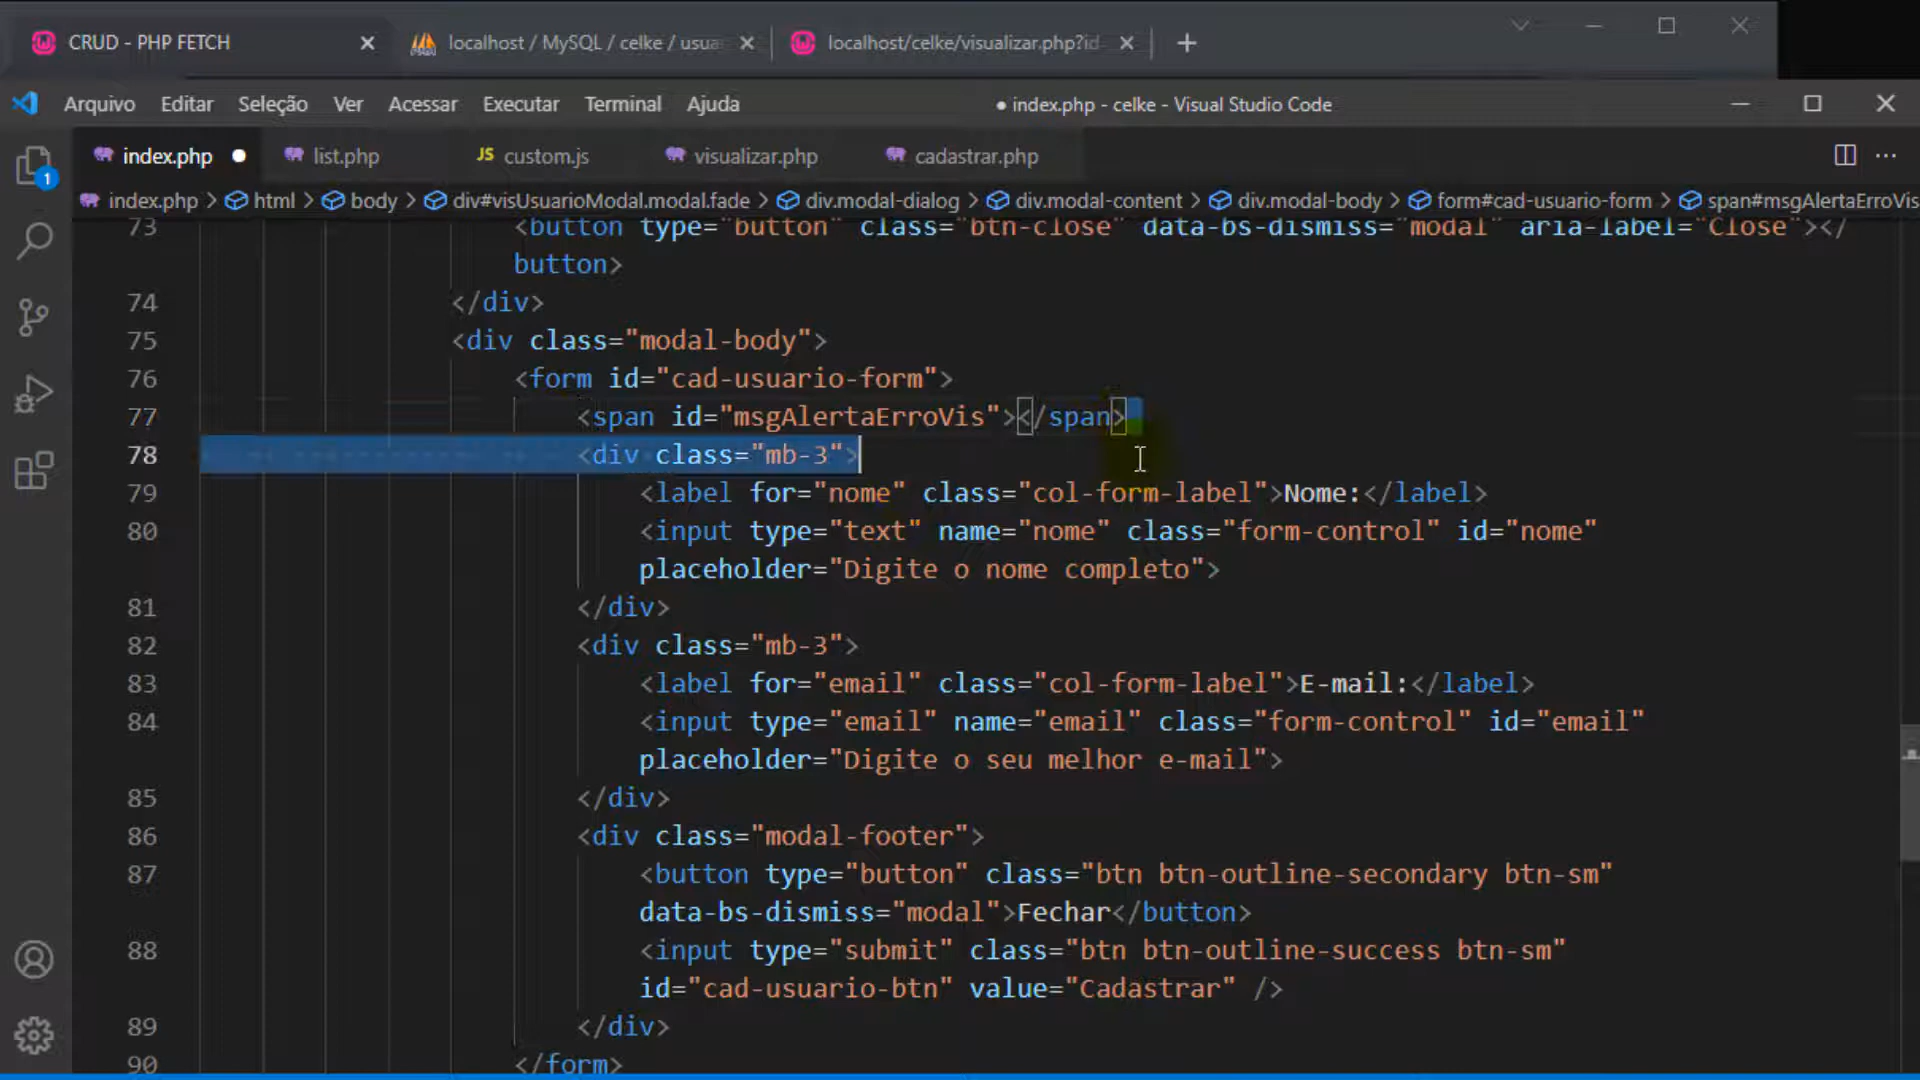 CRUD - PHP FETCH
localhost / MySQL / celke / usua
localhost/celke/visualizar.php?id
Arquivo Editar Seleção Ver Acessar Executar Terminal Ajuda
● index.php - celke - Visual Studio Code
index.php ●
list.php
JS custom.js
visualizar.php
cadastrar.php
1
index.php > html > body > div#visUsuarioModal.modal.fade > div.modal-dialog > div.modal-content > div.modal-body > form#cad-usuario-form > span#msgAlertaErroVis
73 <button type="button" class="btn-close" data-bs-dismiss="modal" aria-label="Close"></
button>
74 </div>
75 <div class="modal-body">
76 <form id="cad-usuario-form">
77 <span id="msgAlertaErroVis"></span>
78 <div class="mb-3">
79 <label for="nome" class="col-form-label">Nome:</label>
80 <input type="text" name="nome" class="form-control" id="nome"
placeholder="Digite o nome completo">
81 </div>
82 <div class="mb-3">
83 <label for="email" class="col-form-label">E-mail:</label>
84 <input type="email" name="email" class="form-control" id="email"
placeholder="Digite o seu melhor e-mail">
85 </div>
86 <div class="modal-footer">
87 <button type="button" class="btn btn-outline-secondary btn-sm"
data-bs-dismiss="modal">Fechar</button>
88 <input type="submit" class="btn btn-outline-success btn-sm"
id="cad-usuario-btn" value="Cadastrar" />
89 </div>
90 </form>